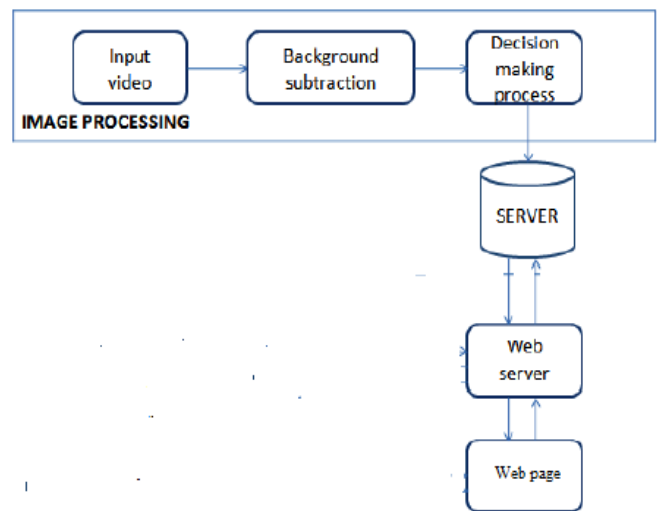 Input
video
Background
subtraction
Decision
making
process
IMAGE PROCESSING
SERVER
Web
server
Web page